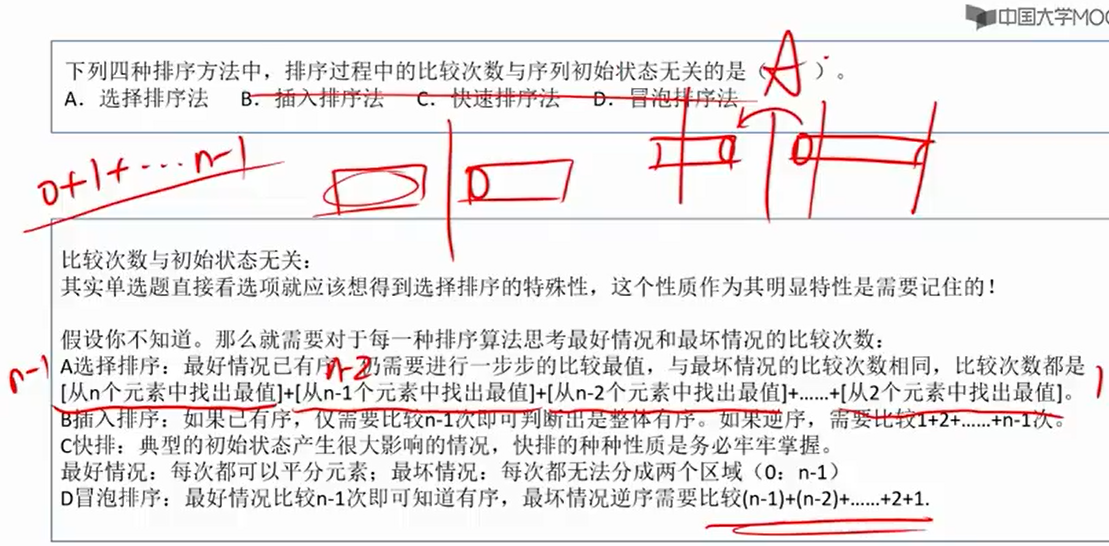 中国大学MOO
下列四种排序方法中，排序过程中的比较次数与序列初始状态无关的是（ A ）。
A. 选择排序法 B. 插入排序法 C. 快速排序法 D. 冒泡排序法
0+1+…n-1
比较次数与初始状态无关：
其实单选题直接看选项就应该想得到选择排序的特殊性，这个性质作为其明显特性是需要记住的！
假设你不知道。那么就需要对于每一种排序算法思考最好情况和最坏情况的比较次数：
n-2
A选择排序：最好情况已有序，仍需要进行一步步的比较最值，与最坏情况的比较次数相同，比较次数都是
n-1
[从n个元素中找出最值]+[从n-1个元素中找出最值]+[从n-2个元素中找出最值]+……+[从2个元素中找出最值]。
1
B插入排序：如果已有序，仅需要比较n-1次即可判断出是整体有序。如果逆序，需要比较1+2+……+n-1次。
C快排：典型的初始状态产生很大影响的情况，快排的种种性质是务必牢牢掌握。
最好情况：每次都可以平分元素；最坏情况：每次都无法分成两个区域（0：n-1）
D冒泡排序：最好情况比较n-1次即可知道有序，最坏情况逆序需要比较(n-1)+(n-2)+……+2+1.